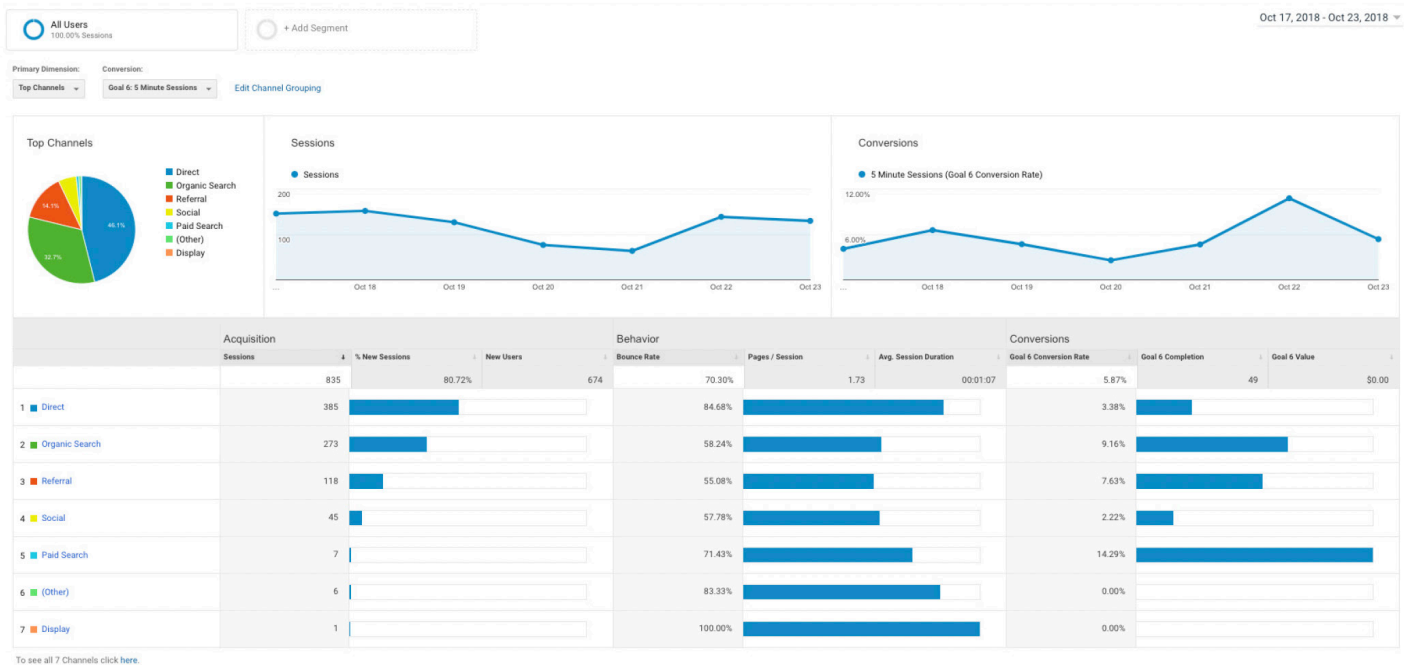 All Users
100.00% Sessions
+ Add Segment
Oct 17, 2018 - Oct 23, 2018
Primary Dimension:
Conversion:
Top Channels
Goal 6: 5 Minute Sessions
Edit Channel Grouping
Top Channels
46.1%
32.7%
14.1%
Direct
Organic Search
Referral
Social
Paid Search
(Other)
Display
Sessions
Sessions
200
100
... Oct 18 Oct 19 Oct 20 Oct 21 Oct 22 Oct 23
Conversions
5 Minute Sessions (Goal 6 Conversion Rate)
12.00%
6.00%
... Oct 18 Oct 19 Oct 20 Oct 21 Oct 22 Oct 23
Acquisition Behavior Conversions
Sessions % New Sessions New Users Bounce Rate Pages / Session Avg. Session Duration Goal 6 Conversion Rate Goal 6 Completion Goal 6 Value
835 80.72% 674 70.30% 1.73 00:01:07 5.87% 49 $0.00
1 Direct 385 84.68% 3.38%
2 Organic Search 273 58.24% 9.16%
3 Referral 118 55.08% 7.63%
4 Social 45 57.78% 2.22%
5 Paid Search 7 71.43% 14.29%
6 (Other) 6 83.33% 0.00%
7 Display 1 100.00% 0.00%
To see all 7 Channels click here.